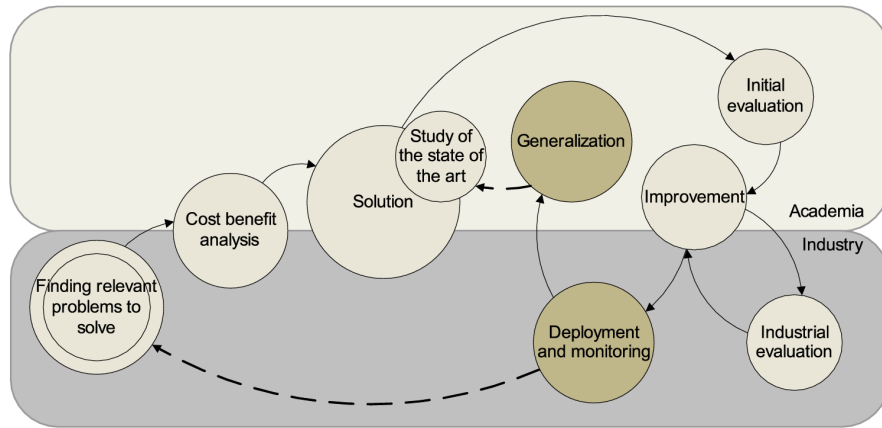 Initial
evaluation
Study of
the state of
the art
Generalization
Solution
Improvement
Academia
Cost benefit
analysis
Industry
Finding relevant
problems to
solve
Deployment
and monitoring
Industrial
evaluation